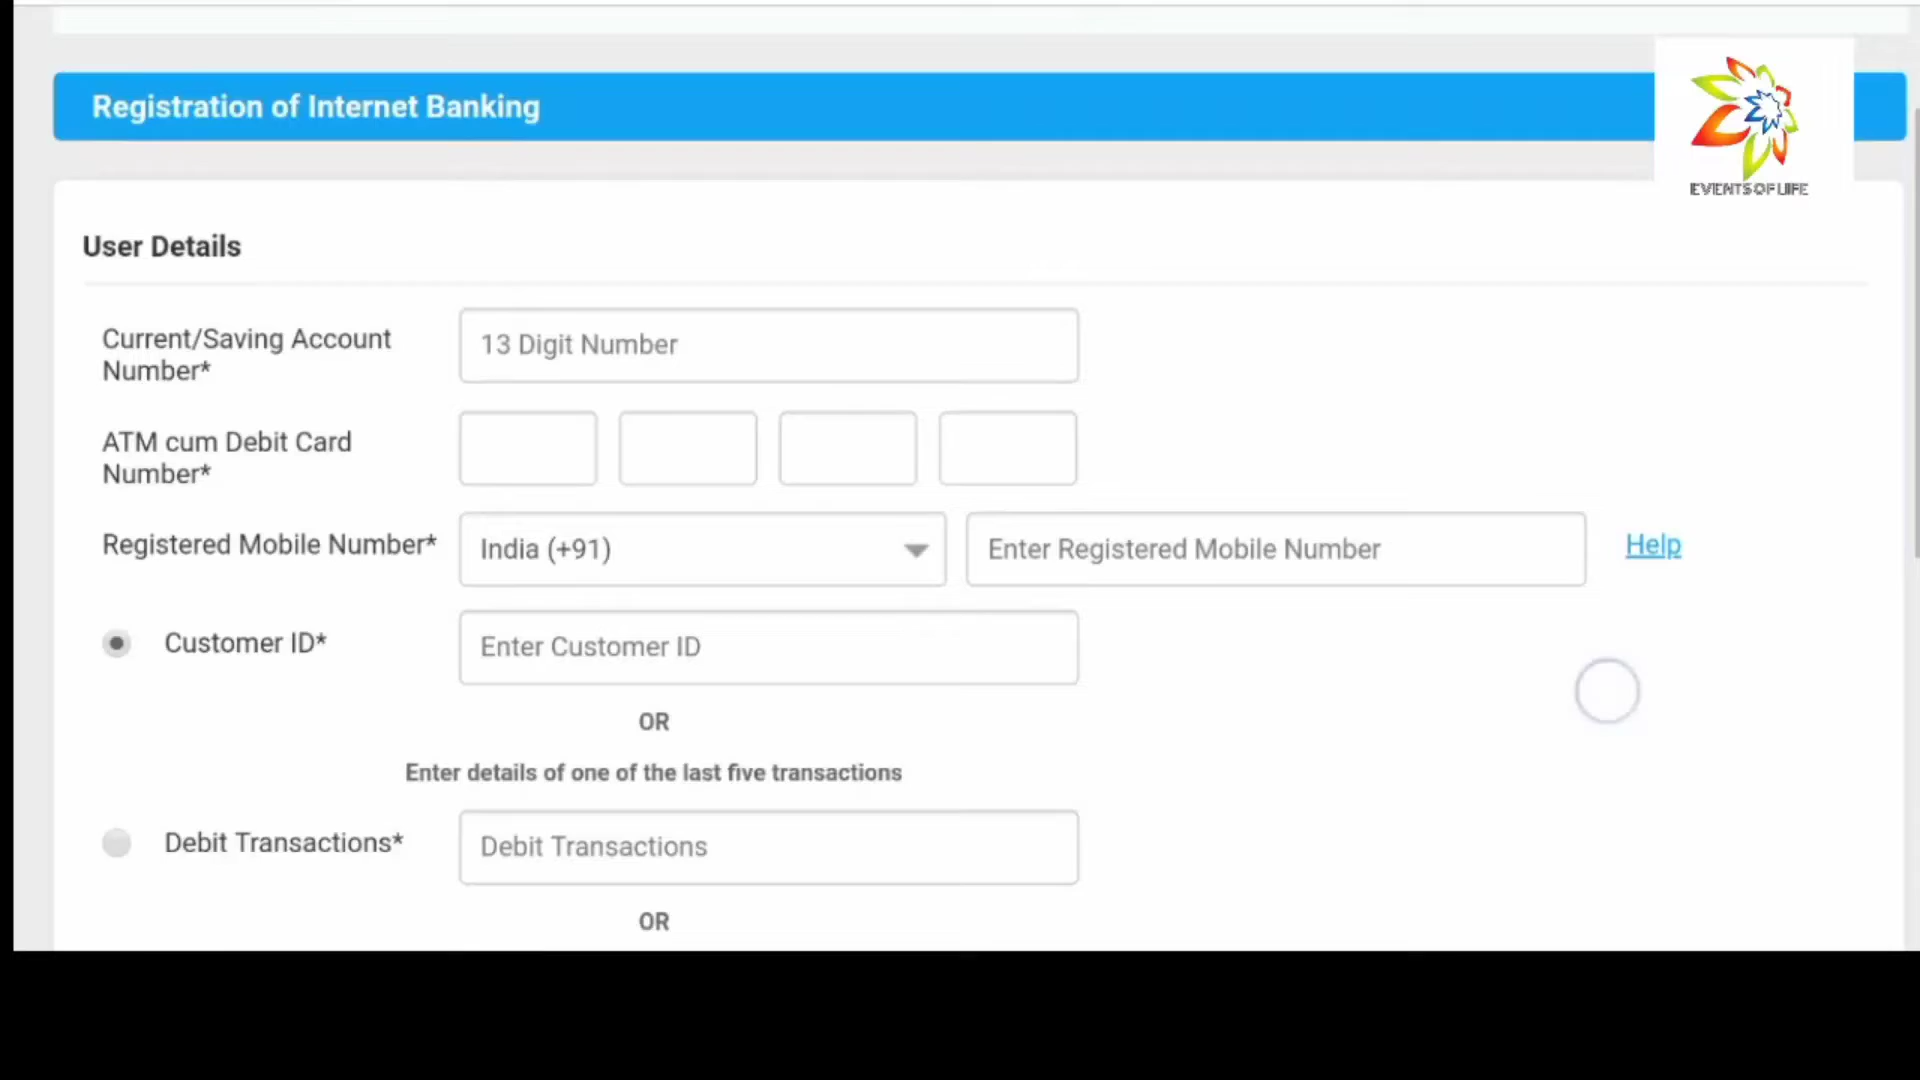 Registration of Internet Banking
EVENTS OF LIFE
User Details
Current/Saving Account
Number*
13 Digit Number
ATM cum Debit Card
Number*
Registered Mobile Number*
India (+91)
Enter Registered Mobile Number
Help
Customer ID*
Enter Customer ID
OR
Enter details of one of the last five transactions
Debit Transactions*
Debit Transactions
OR